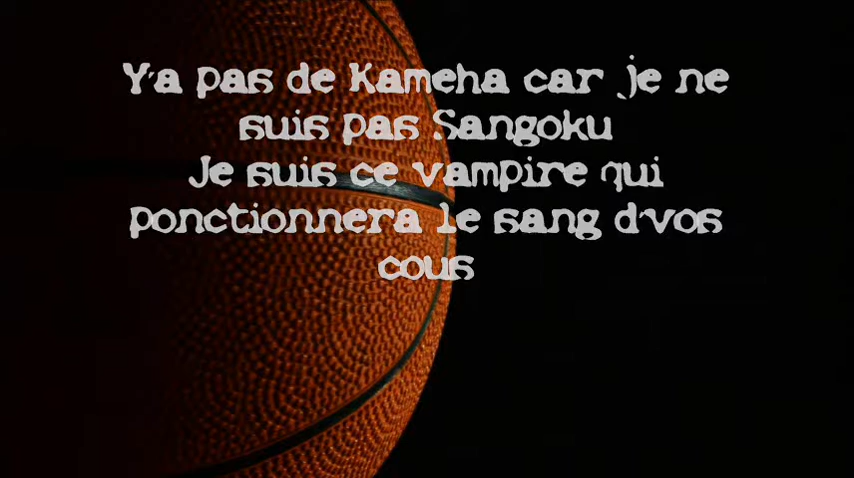 Y'a pas de Kameha car je ne
suis pas Sangoku
Je suis ce vampire qui
ponctionnera le sang d'vos
cous